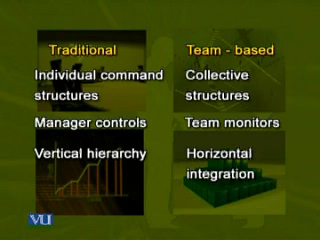 Traditional
Team - based
Individual command
structures
Collective
structures
Manager controls
Team monitors
Vertical hierarchy
Horizontal
integration
VU